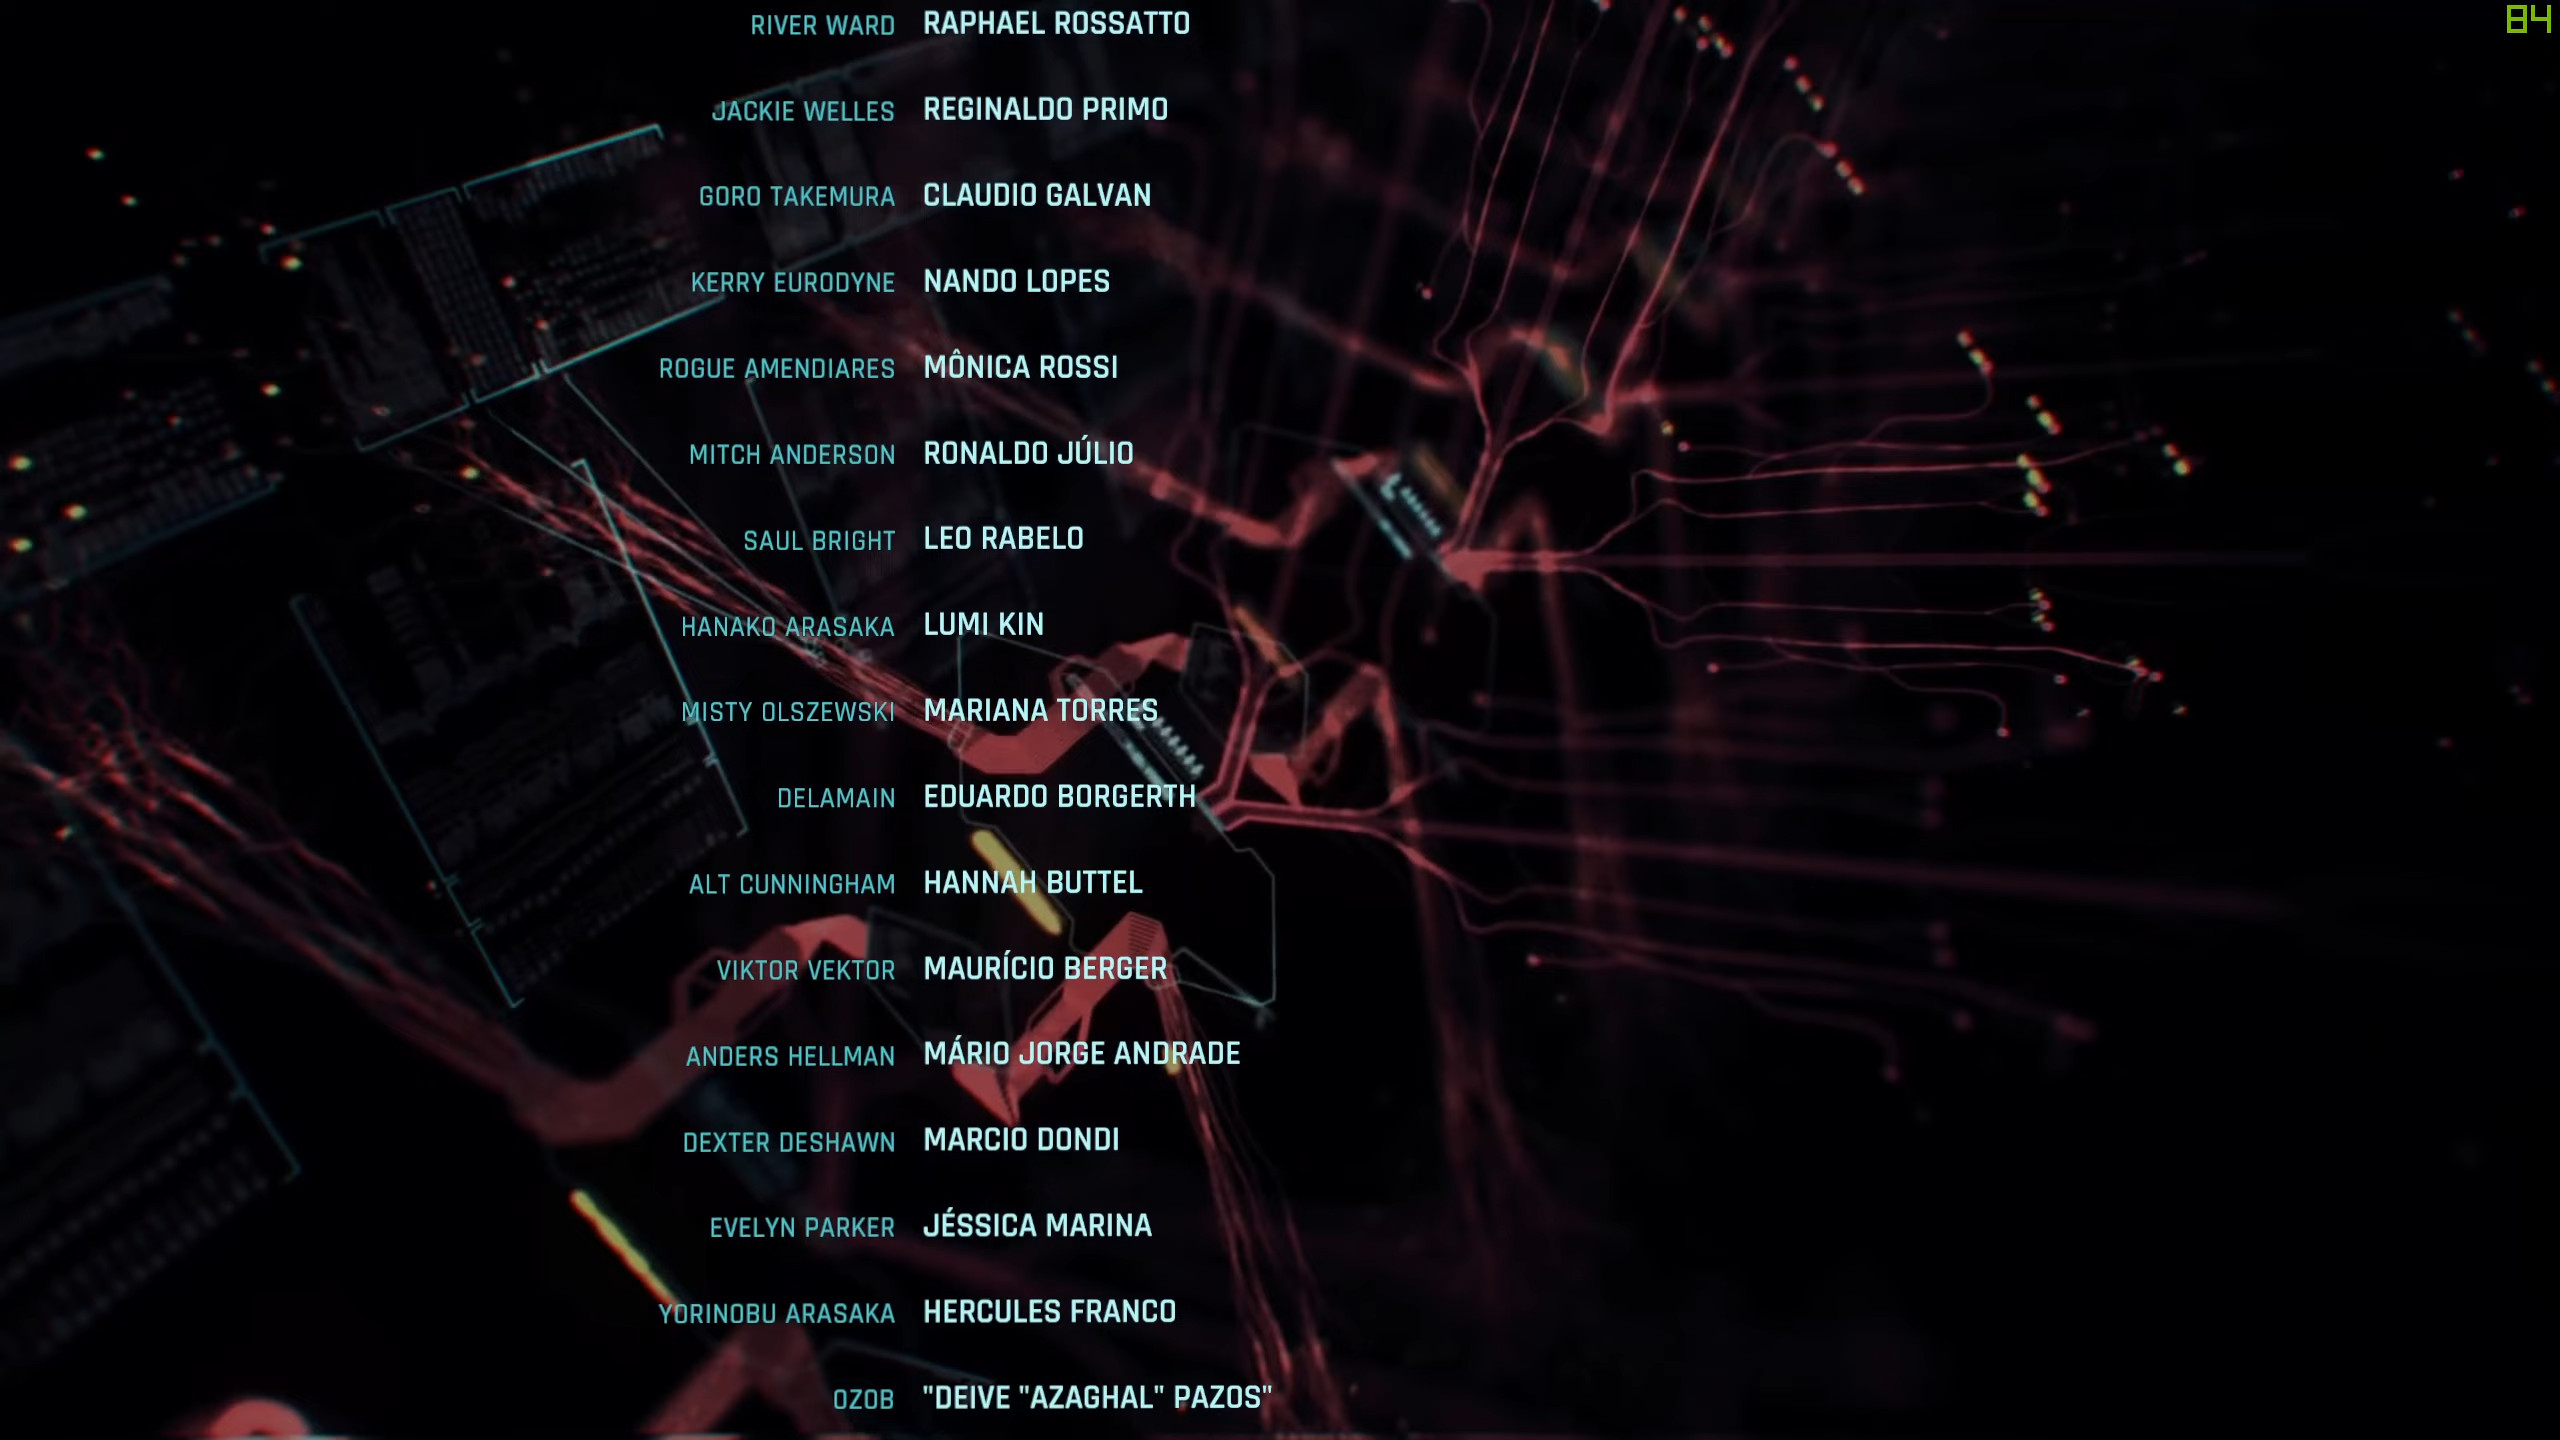 84
RIVER WARD RAPHAEL ROSSATTO
JACKIE WELLES REGINALDO PRIMO
GORO TAKEMURA CLAUDIO GALVAN
KERRY EURODYNE NANDO LOPES
ROGUE AMENDIARES MÔNICA ROSSI
MITCH ANDERSON RONALDO JÚLIO
SAUL BRIGHT LEO RABELO
HANAKO ARASAKA LUMI KIN
MISTY OLSZEWSKI MARIANA TORRES
DELAMAIN EDUARDO BORGERTH
ALT CUNNINGHAM HANNAH BUTTEL
VIKTOR VEKTOR MAURÍCIO BERGER
ANDERS HELLMAN MÁRIO JORGE ANDRADE
DEXTER DESHAWN MARCIO DONDI
EVELYN PARKER JÉSSICA MARINA
YORINOBU ARASAKA HERCULES FRANCO
OZOB "DEIVE "AZAGHAL" PAZOS"